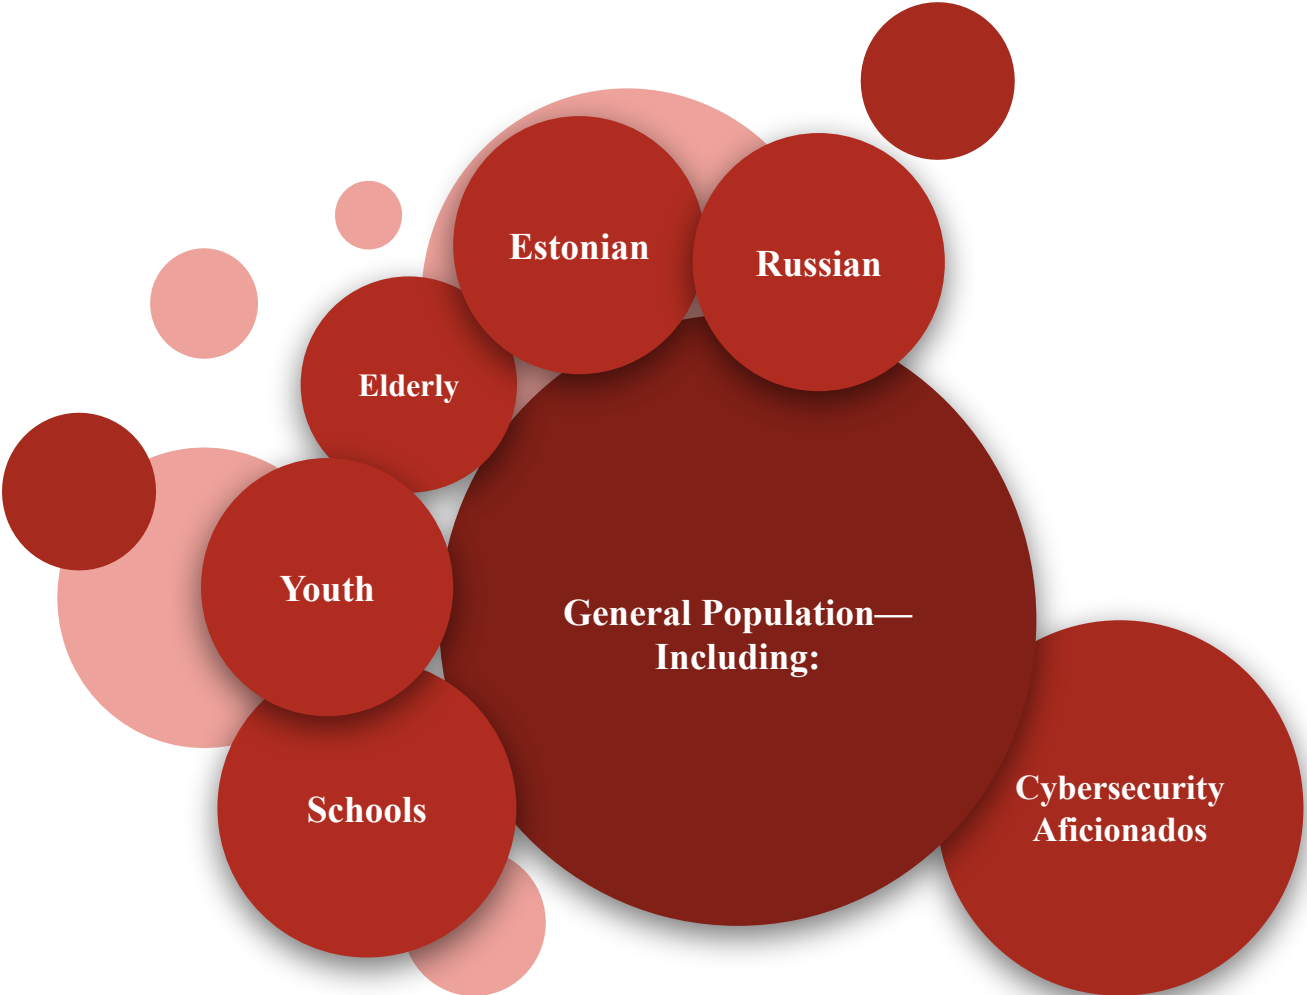 Estonian
Russian
Elderly
Youth
General Population—
Including:
Schools
Cybersecurity
Aficionados